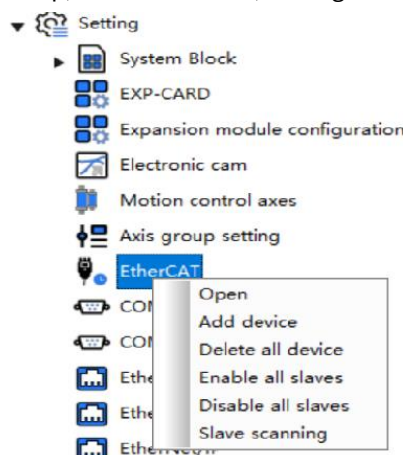 Setting
System Block
EXP-CARD
Expansion module configuration
Electronic cam
Motion control axes
Axis group setting
EtherCAT
Open
Add device
Delete all device
Enable all slaves
Disable all slaves
Slave scanning